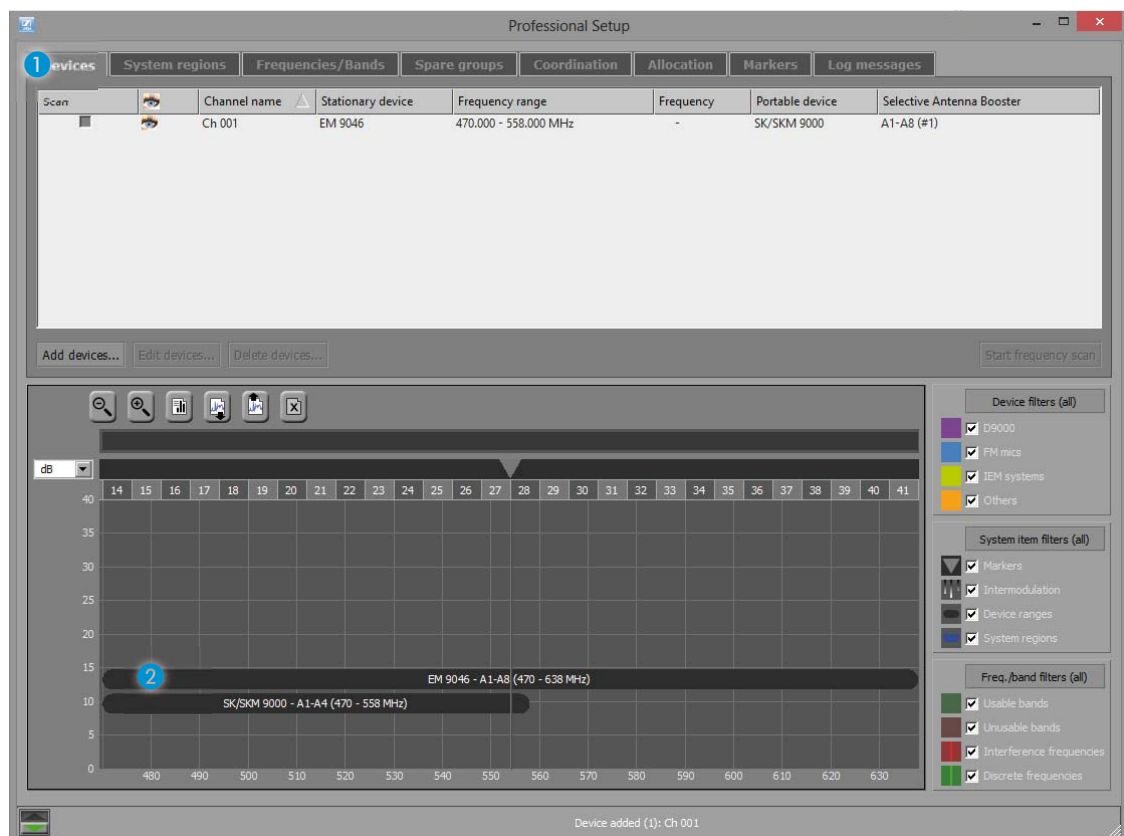 Professional Setup
1 Devices System regions Frequencies/Bands Spare groups Coordination Allocation Markers Log messages
Scan Channel name Stationary device Frequency range Frequency Portable device Selective Antenna Booster
Ch 001 EM 9046 470.000 - 558.000 MHz - SK/SKM 9000 A1-A8 (#1)
Add devices... Edit devices... Delete devices... Start frequency scan
Device filters (all)
D9000
FM mics
IEM systems
Others
dB
14 15 16 17 18 19 20 21 22 23 24 25 26 27 28 29 30 31 32 33 34 35 36 37 38 39 40 41
40
35
30
25
20
15
10
5
0
2
EM 9046 - A1-A8 (470 - 638 MHz)
SK/SKM 9000 - A1-A4 (470 - 558 MHz)
480 490 500 510 520 530 540 550 560 570 580 590 600 610 620 630
System item filters (all)
Markers
Intermodulation
Device ranges
System regions
Freq./band filters (all)
Usable bands
Unusable bands
Interference frequencies
Discrete frequencies
Device added (1): Ch 001